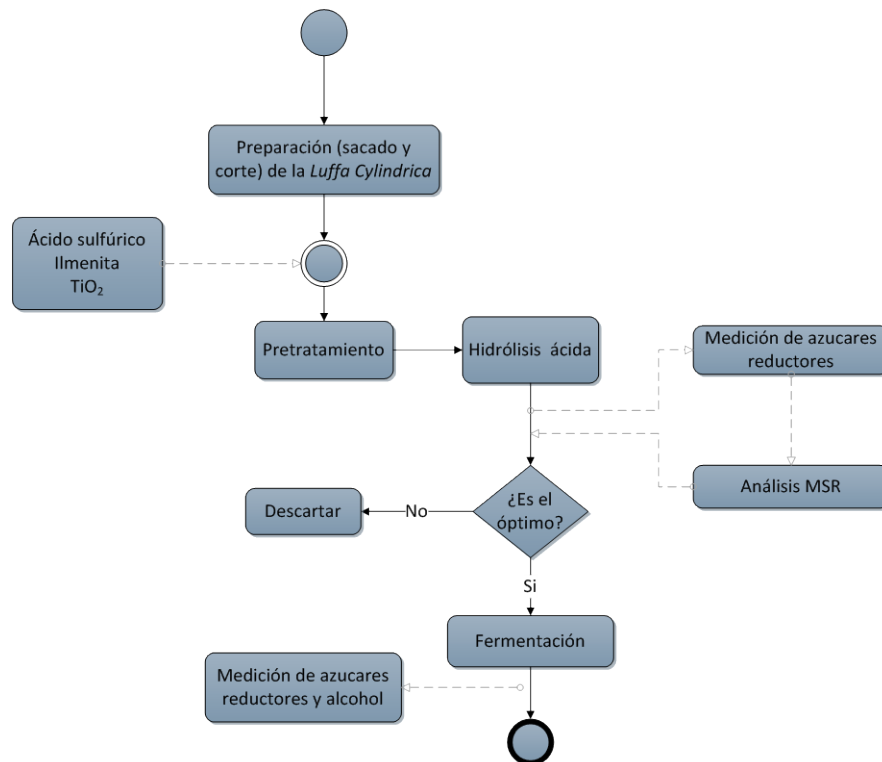 Preparación (sacado y
corte) de la Luffa Cylindrica
Ácido sulfúrico
Ilmenita
TiO₂
Pretratamiento
Hidrólisis ácida
Medición de azucares
reductores
Análisis MSR
¿Es el
óptimo?
No
Descartar
Si
Fermentación
Medición de azucares
reductores y alcohol